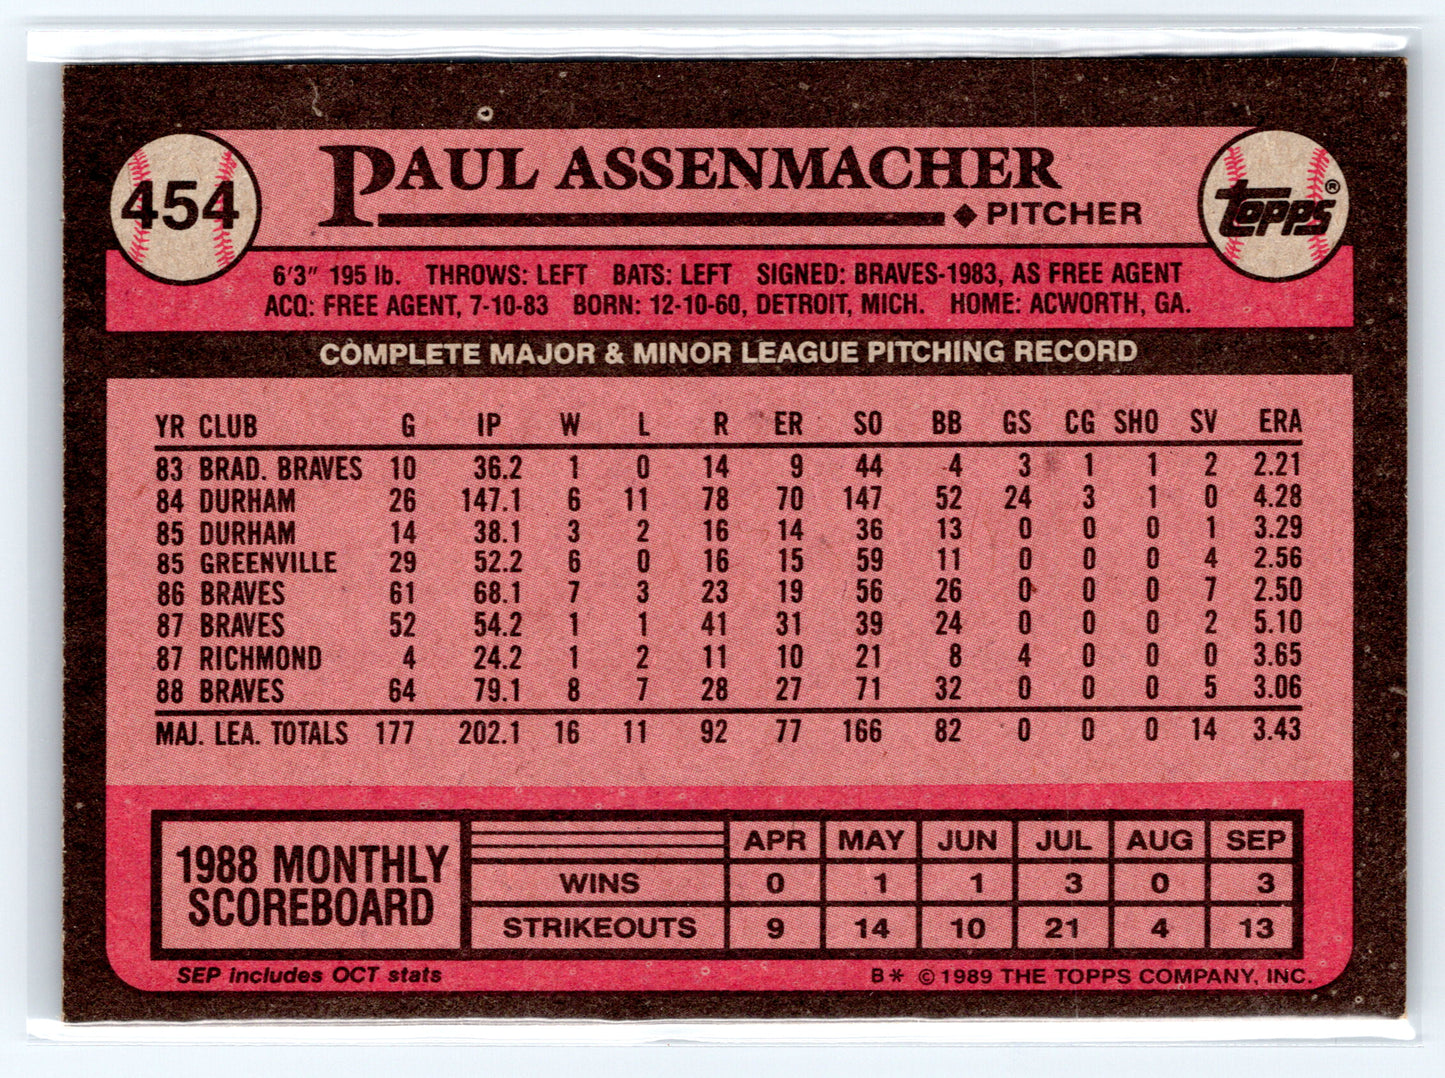 454
PAUL ASSENMACHER
PITCHER
topps®
6'3" 195 lb. THROWS: LEFT BATS: LEFT SIGNED: BRAVES-1983, AS FREE AGENT
ACQ: FREE AGENT, 7-10-83 BORN: 12-10-60, DETROIT, MICH. HOME: ACWORTH, GA.
COMPLETE MAJOR & MINOR LEAGUE PITCHING RECORD
YR CLUB G IP W L R ER SO BB GS CG SHO SV ERA
83 BRAD. BRAVES 10 36.2 1 0 14 9 44 4 3 1 1 2 2.21
84 DURHAM 26 147.1 6 11 78 70 147 52 24 3 1 0 4.28
85 DURHAM 14 38.1 3 2 16 14 36 13 0 0 0 1 3.29
85 GREENVILLE 29 52.2 6 0 16 15 59 11 0 0 0 4 2.56
86 BRAVES 61 68.1 7 3 23 19 56 26 0 0 0 7 2.50
87 BRAVES 52 54.2 1 1 41 31 39 24 0 0 0 2 5.10
87 RICHMOND 4 24.2 1 2 11 10 21 8 4 0 0 0 3.65
88 BRAVES 64 79.1 8 7 28 27 71 32 0 0 0 5 3.06
MAJ. LEA. TOTALS 177 202.1 16 11 92 77 166 82 0 0 0 14 3.43
1988 MONTHLY
SCOREBOARD
APR MAY JUN JUL AUG SEP
WINS 0 1 1 3 0 3
STRIKEOUTS 9 14 10 21 4 13
SEP includes OCT stats
B* © 1989 THE TOPPS COMPANY, INC.